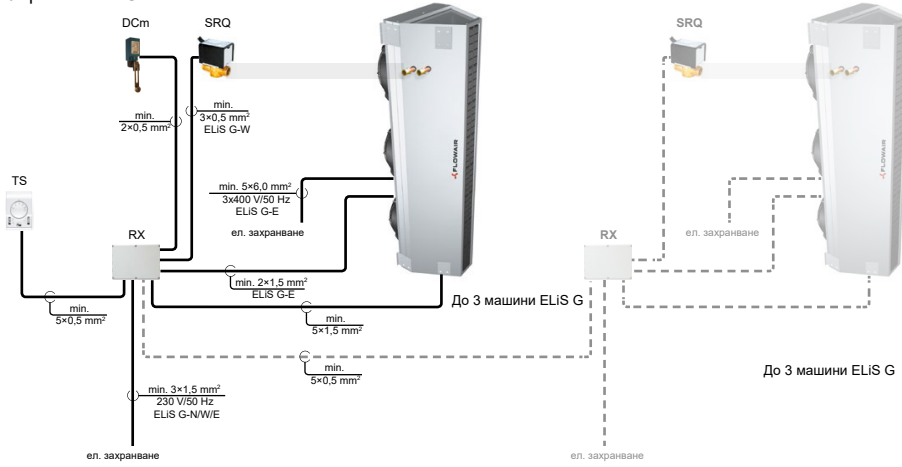 DCm
SRQ
min.
2×0,5 mm²
min.
3×0,5 mm²
ELiS G-W
TS
min. 5×6,0 mm²
3x400 V/50 Hz
ELiS G-E
ел. захранване
RX
FLOWAIR
min. 2×1,5 mm²
ELiS G-E
До 3 машини ELiS G
min.
5×0,5 mm²
min.
5×1,5 mm²
min.
5×0,5 mm²
min. 3×1,5 mm²
230 V/50 Hz
ELiS G-N/W/E
ел. захранване
SRQ
FLOWAIR
ел. захранване
RX
До 3 машини ELiS G
ел. захранване